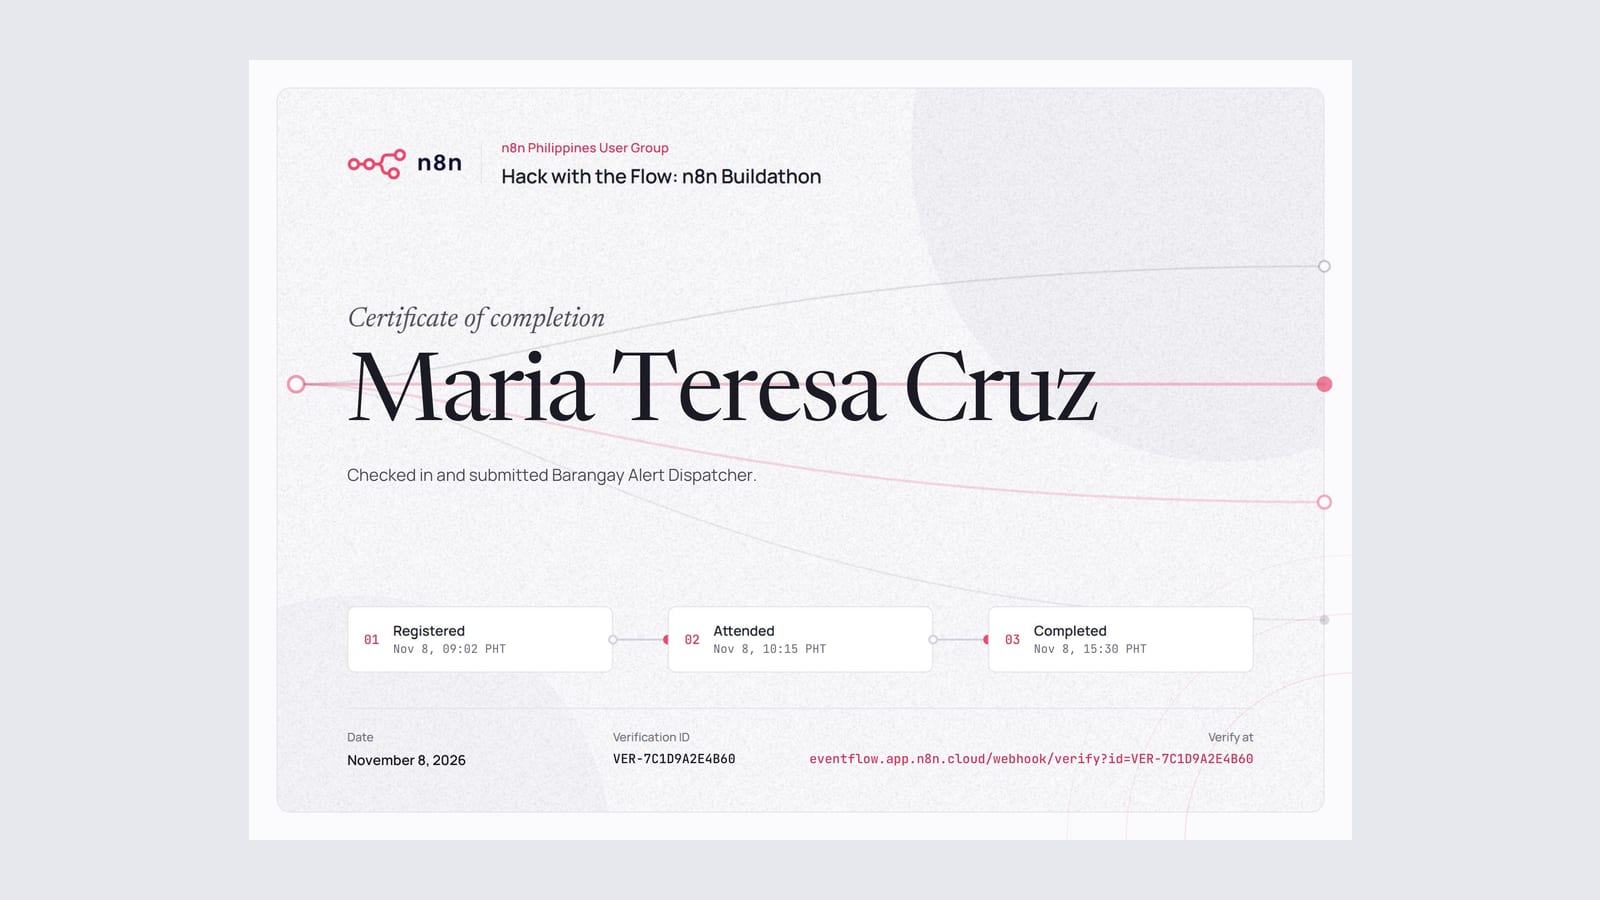 n8n
n8n Philippines User Group
Hack with the Flow: n8n Buildathon
Certificate of completion
Maria Teresa Cruz
Checked in and submitted Barangay Alert Dispatcher.
01
Registered
Nov 8, 09:02 PHT
02
Attended
Nov 8, 10:15 PHT
03
Completed
Nov 8, 15:30 PHT
Date
November 8, 2026
Verification ID
VER-7C1D9A2E4B60
Verify at
eventflow.app.n8n.cloud/webhook/verify?id=VER-7C1D9A2E4B60